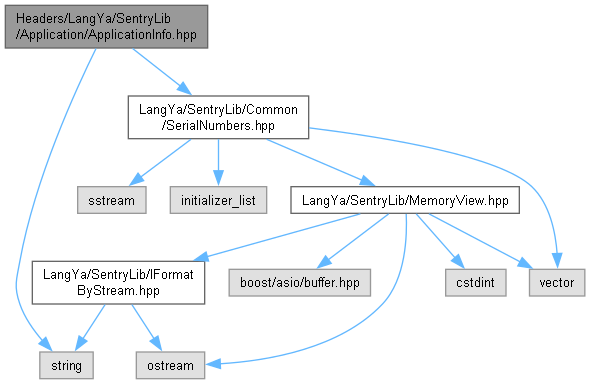 Headers/LangYa/SentryLib
/Application/ApplicationInfo.hpp
LangYa/SentryLib/Common
/SerialNumbers.hpp
sstream
initializer_list
LangYa/SentryLib/MemoryView.hpp
LangYa/SentryLib/IFormat
ByStream.hpp
boost/asio/buffer.hpp
cstdint
vector
string
ostream